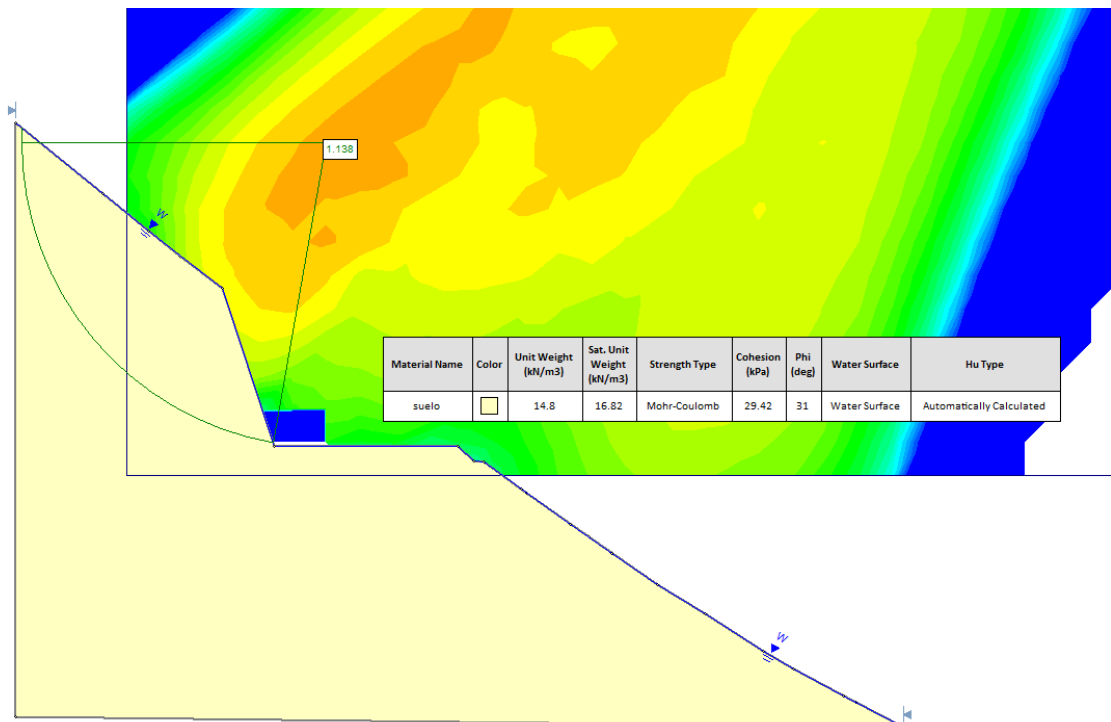 1.138
W
Material Name Color Unit Weight (kN/m3) Sat. Unit Weight (kN/m3) Strength Type Cohesion (kPa) Phi (deg) Water Surface Hu Type
suelo 14.8 16.82 Mohr-Coulomb 29.42 31 Water Surface Automatically Calculated
W